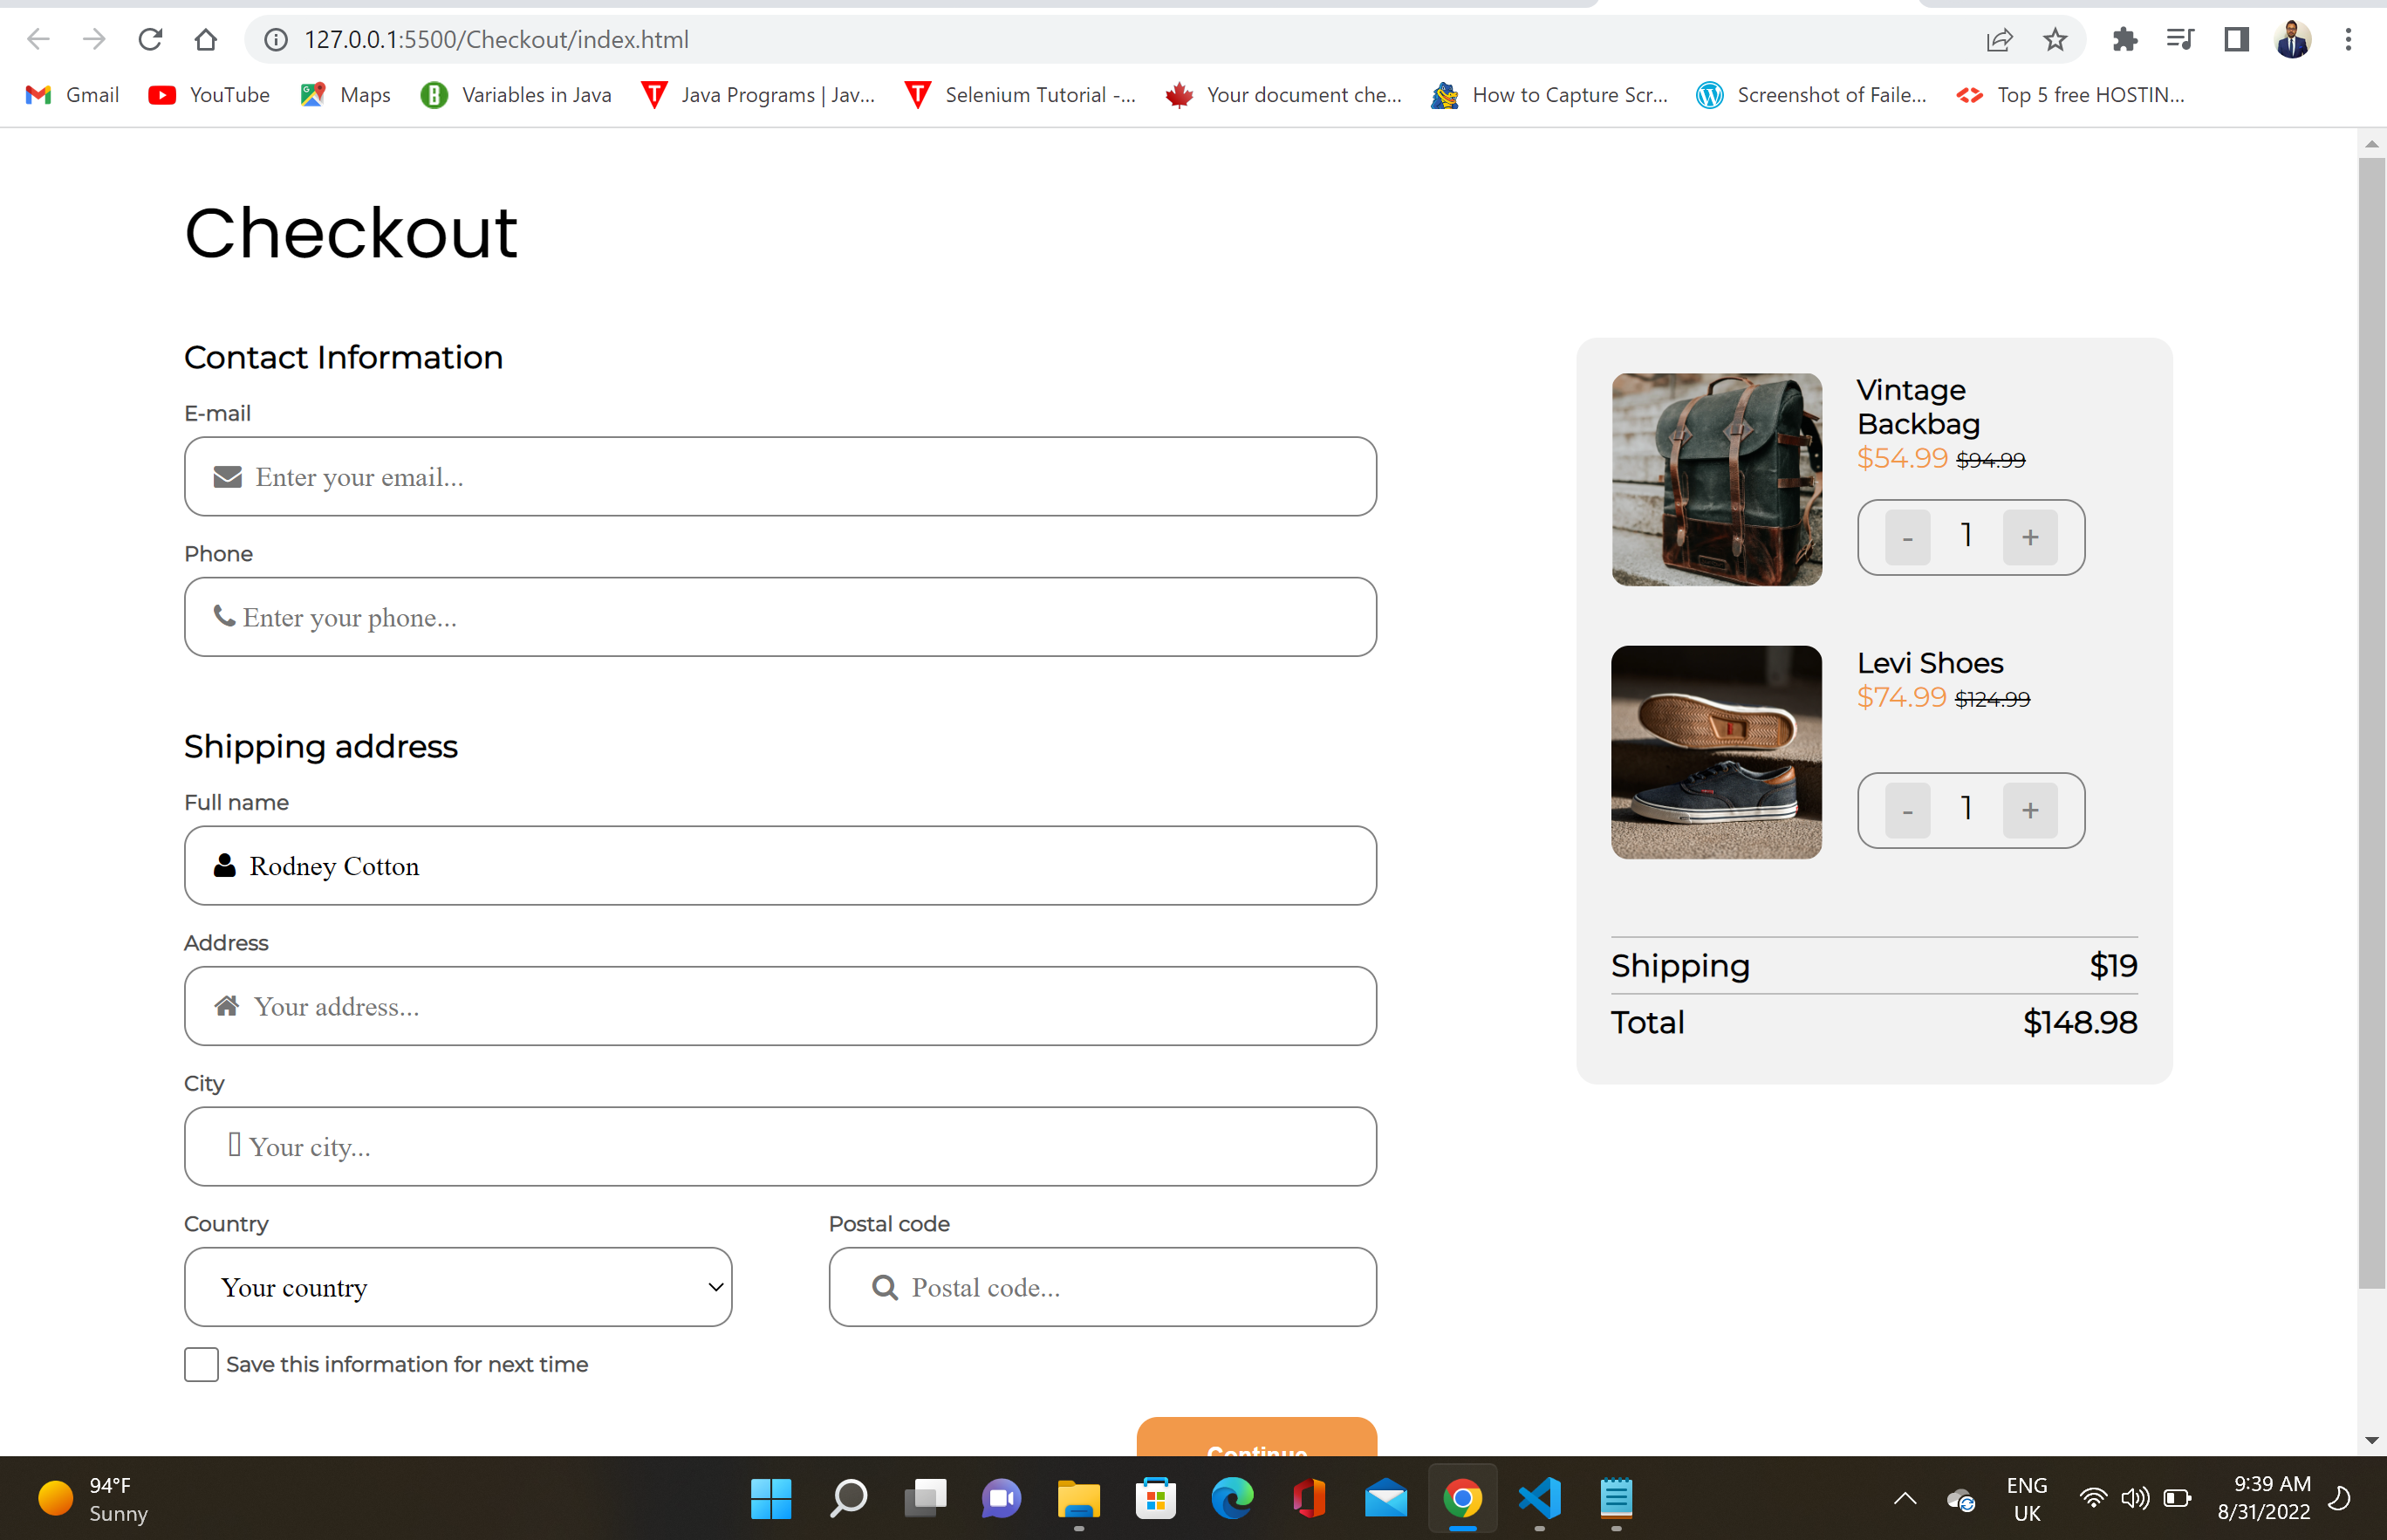 127.0.0.1:5500/Checkout/index.html
Gmail
YouTube
Maps
Variables in Java
Java Programs | Jav...
Selenium Tutorial -...
Your document che...
How to Capture Scr...
Screenshot of Faile...
Top 5 free HOSTIN...
Checkout
Contact Information
E-mail
Enter your email...
Phone
Enter your phone...
Shipping address
Full name
Rodney Cotton
Address
Your address...
City
Your city...
Country
Your country
Postal code
Postal code...
Save this information for next time
Continue
Vintage
Backbag
$54.99 $94.99
- 1 +
Levi Shoes
$74.99 $124.99
- 1 +
Shipping $19
Total $148.98
94°F
Sunny
ENG
UK
9:39 AM
8/31/2022